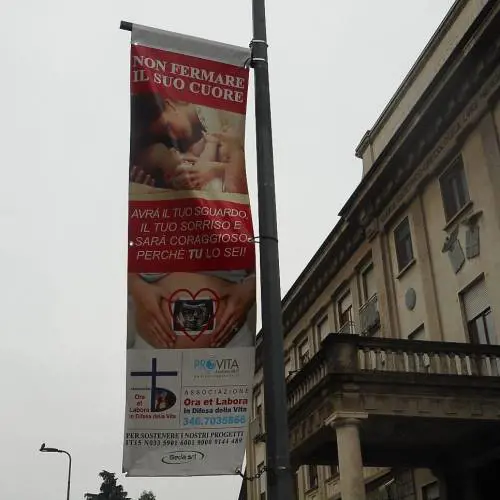 NON FERMARE
IL SUO CUORE
AVRÀ IL TUO SGUARDO,
IL TUO SORRISO E
SARÀ CORAGGIOSO
PERCHÈ TU LO SEI!
Ora et
Labora
in Difesa della Vita
PROVITA
ASSOCIAZIONE
Ora et Labora
in Difesa della Vita
346.7035866
PER SOSTENERE I NOSTRI PROGETTI